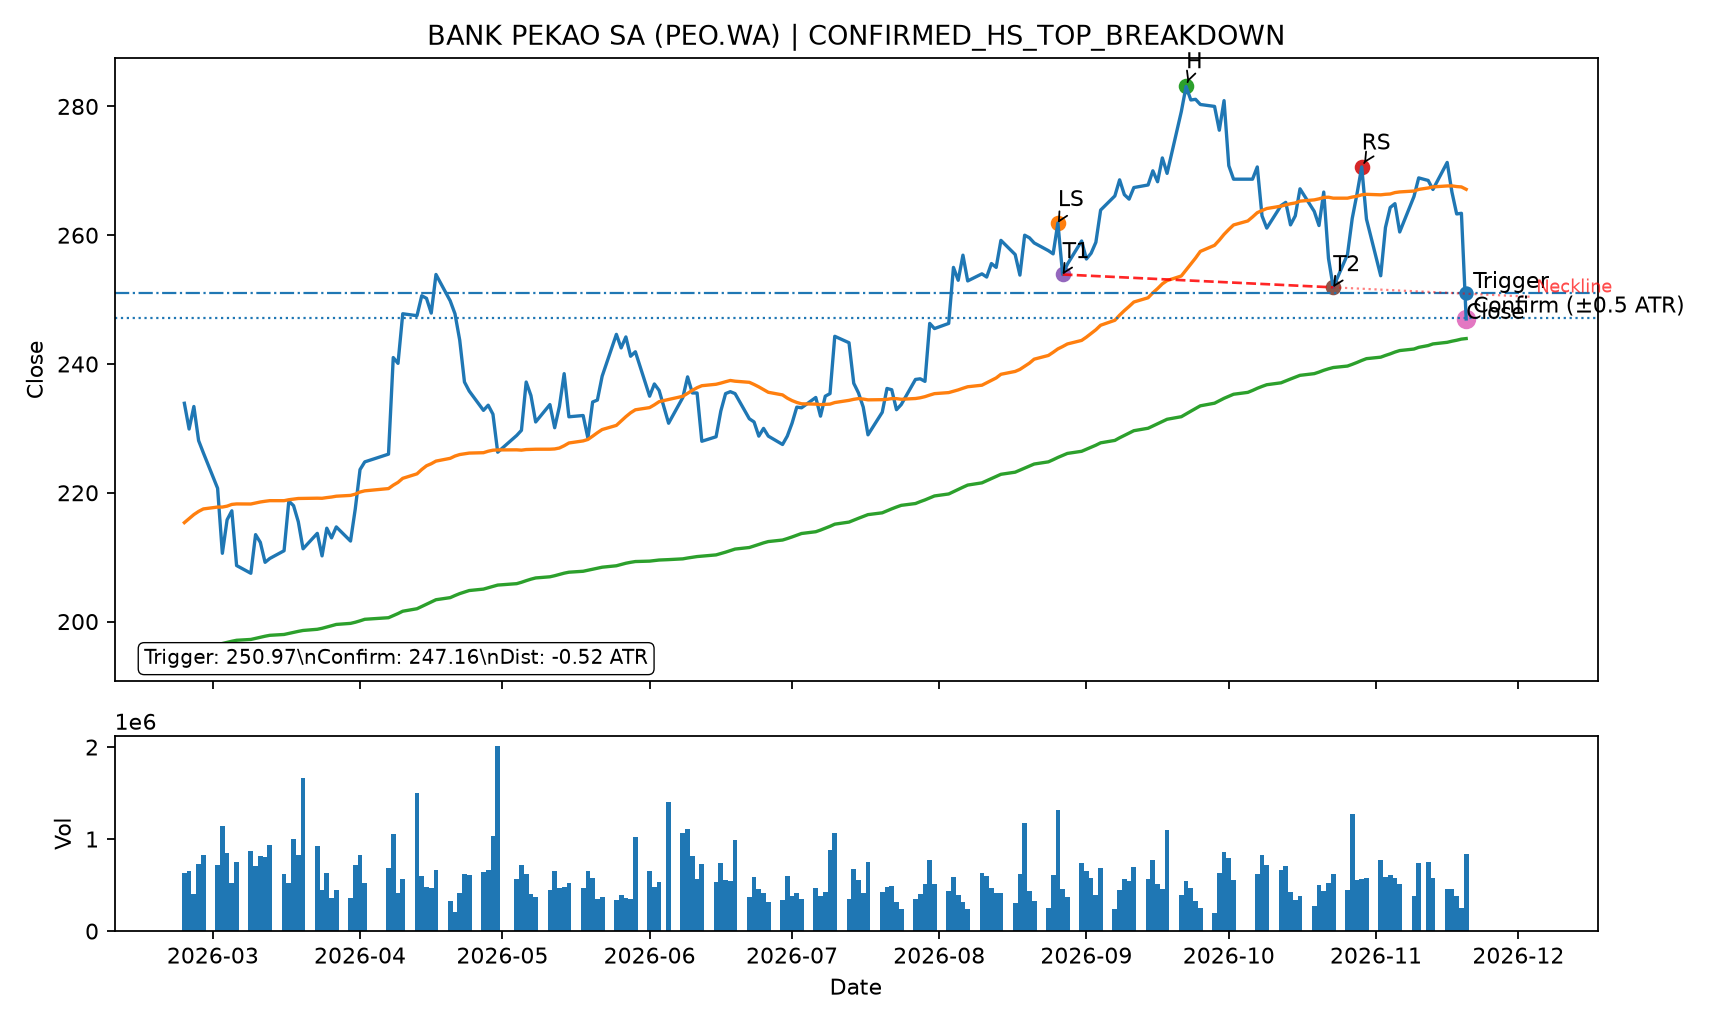 BANK PEKAO SA (PEO.WA) | CONFIRMED_HS_TOP_BREAKDOWN
H
280
RS
LS
260
T1
T2
Trigger
Neckline
Confirm (±0.5 ATR)
Close
240
Close
220
200
Trigger: 250.97\nConfirm: 247.16\nDist: -0.52 ATR
1e6
2
1
0
Vol
2026-03 2026-04 2026-05 2026-06 2026-07 2026-08 2026-09 2026-10 2026-11 2026-12
Date